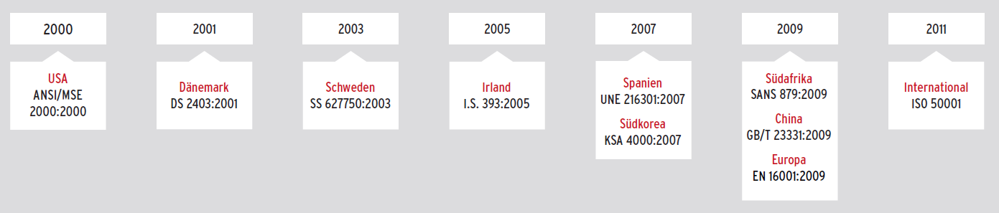 2000
USA
ANSI/MSE
2000:2000
2001
Dänemark
DS 2403:2001
2003
Schweden
SS 627750:2003
2005
Irland
I.S. 393:2005
2007
Spanien
UNE 216301:2007
Südkorea
KSA 4000:2007
2009
Südafrika
SANS 879:2009
China
GB/T 23331:2009
Europa
EN 16001:2009
2011
International
ISO 50001